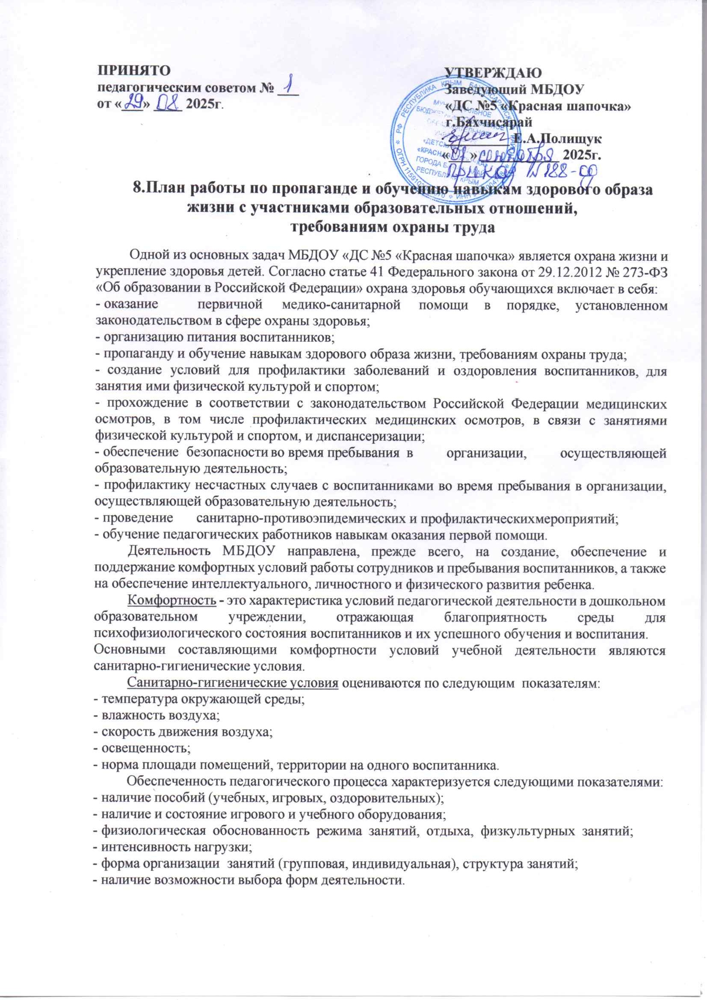 ПРИНЯТО
педагогическим советом № 1
от «29» 08 2025г.
УТВЕРЖДАЮ
Заведующий МБДОУ
«ДС №5 «Красная шапочка»
г.Бахчисарай
Е.А.Полищук
«01» сентября 2025г.
приказ №188-од
РФ РЕСПУБЛИКА КРЫМ
«ДЕТСКИЙ
ГОРОДА
РЕСПУБЛИКИ КРЫМ
ОГРН
ИНН
8.План работы по пропаганде и обучению навыкам здорового образа
жизни с участниками образовательных отношений,
требованиям охраны труда
Одной из основных задач МБДОУ «ДС №5 «Красная шапочка» является охрана жизни и
укрепление здоровья детей. Согласно статье 41 Федерального закона от 29.12.2012 № 273-ФЗ
«Об образовании в Российской Федерации» охрана здоровья обучающихся включает в себя:
- оказание первичной медико-санитарной помощи в порядке, установленном
законодательством в сфере охраны здоровья;
- организацию питания воспитанников;
- пропаганду и обучение навыкам здорового образа жизни, требованиям охраны труда;
- создание условий для профилактики заболеваний и оздоровления воспитанников, для
занятия ими физической культурой и спортом;
- прохождение в соответствии с законодательством Российской Федерации медицинских
осмотров, в том числе профилактических медицинских осмотров, в связи с занятиями
физической культурой и спортом, и диспансеризации;
- обеспечение безопасности во время пребывания в организации, осуществляющей
образовательную деятельность;
- профилактику несчастных случаев с воспитанниками во время пребывания в организации,
осуществляющей образовательную деятельность;
- проведение санитарно-противоэпидемических и профилактическихмероприятий;
- обучение педагогических работников навыкам оказания первой помощи.
Деятельность МБДОУ направлена, прежде всего, на создание, обеспечение и
поддержание комфортных условий работы сотрудников и пребывания воспитанников, а также
на обеспечение интеллектуального, личностного и физического развития ребенка.
Комфортность - это характеристика условий педагогической деятельности в дошкольном
образовательном учреждении, отражающая благоприятность среды для
психофизиологического состояния воспитанников и их успешного обучения и воспитания.
Основными составляющими комфортности условий учебной деятельности являются
санитарно-гигиенические условия.
Санитарно-гигиенические условия оцениваются по следующим показателям:
- температура окружающей среды;
- влажность воздуха;
- скорость движения воздуха;
- освещенность;
- норма площади помещений, территории на одного воспитанника.
Обеспеченность педагогического процесса характеризуется следующими показателями:
- наличие пособий (учебных, игровых, оздоровительных);
- наличие и состояние игрового и учебного оборудования;
- физиологическая обоснованность режима занятий, отдыха, физкультурных занятий;
- интенсивность нагрузки;
- форма организации занятий (групповая, индивидуальная), структура занятий;
- наличие возможности выбора форм деятельности.